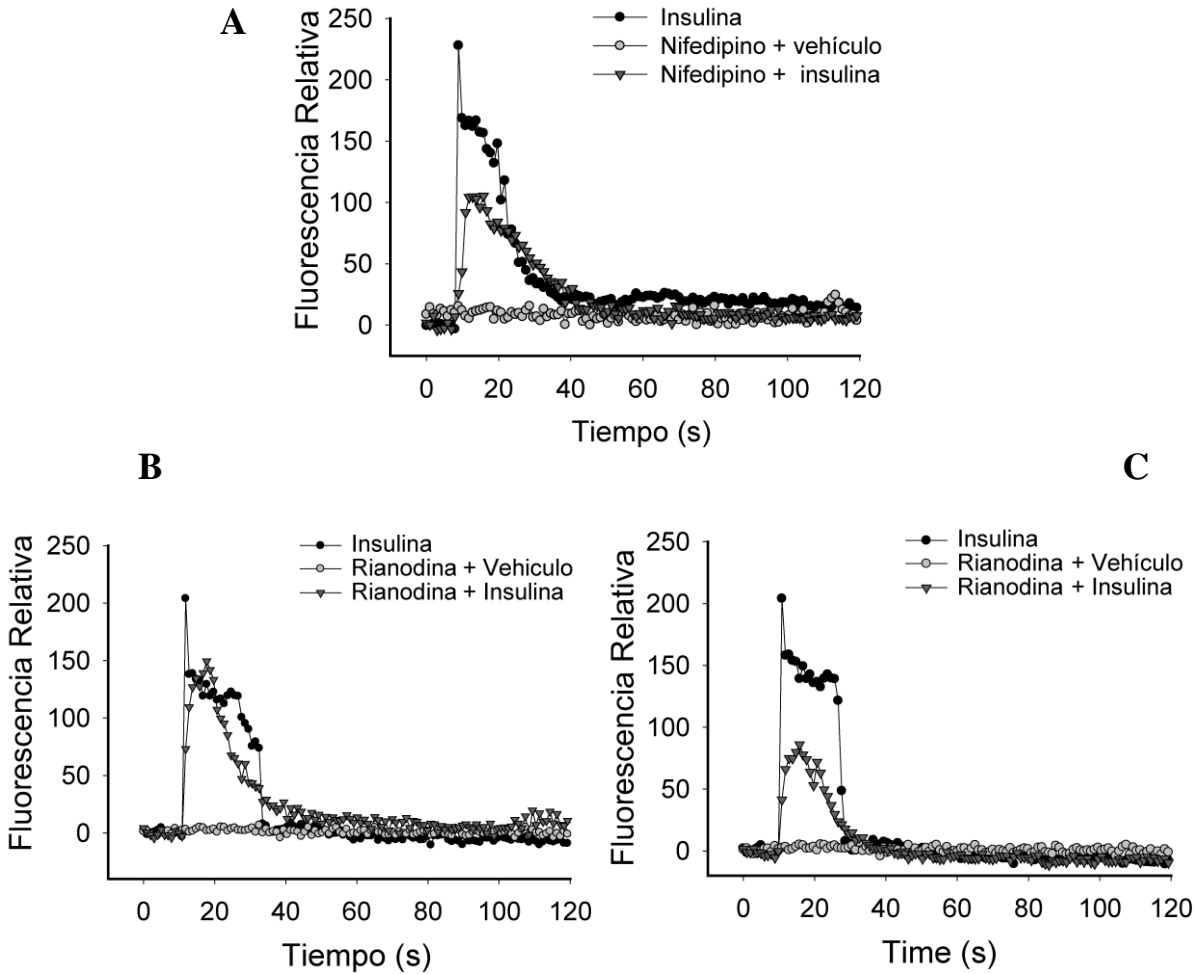 A
Fluorescencia Relativa
250
200
150
100
50
0
Insulina
Nifedipino + vehículo
Nifedipino + insulina
0 20 40 60 80 100 120
Tiempo (s)
B
Fluorescencia Relativa
250
200
150
100
50
0
Insulina
Rianodina + Vehiculo
Rianodina + Insulina
0 20 40 60 80 100 120
Tiempo (s)
C
Fluorescencia Relativa
250
200
150
100
50
0
Insulina
Rianodina + Vehículo
Rianodina + Insulina
0 20 40 60 80 100 120
Time (s)